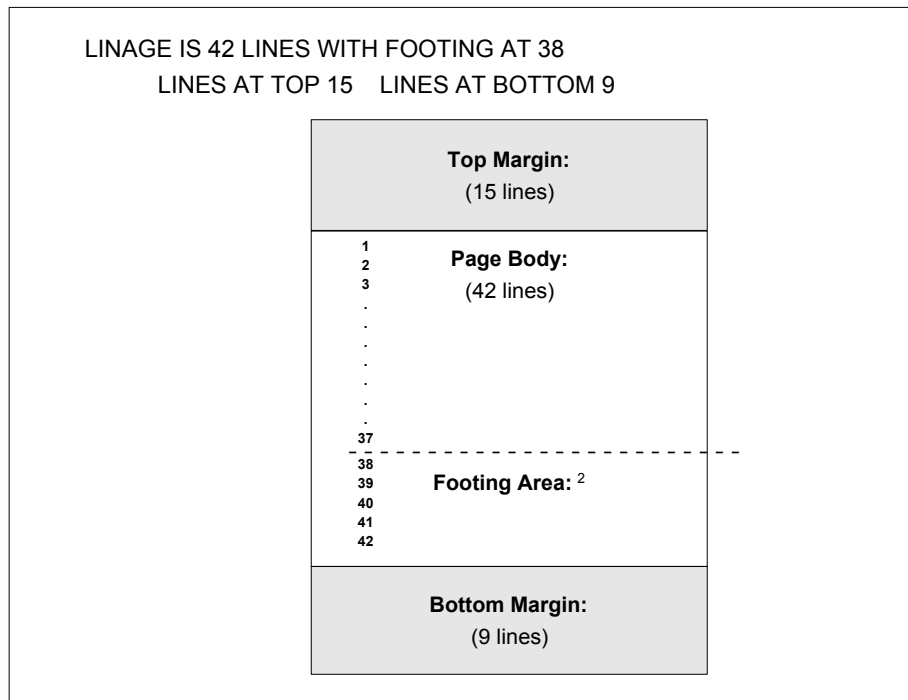 LINAGE IS 42 LINES WITH FOOTING AT 38
LINES AT TOP 15 LINES AT BOTTOM 9
Top Margin:
(15 lines)
1
2
3
.
.
.
.
.
.
.
37
Page Body:
(42 lines)
38
39
40
41
42
Footing Area: 2
Bottom Margin:
(9 lines)